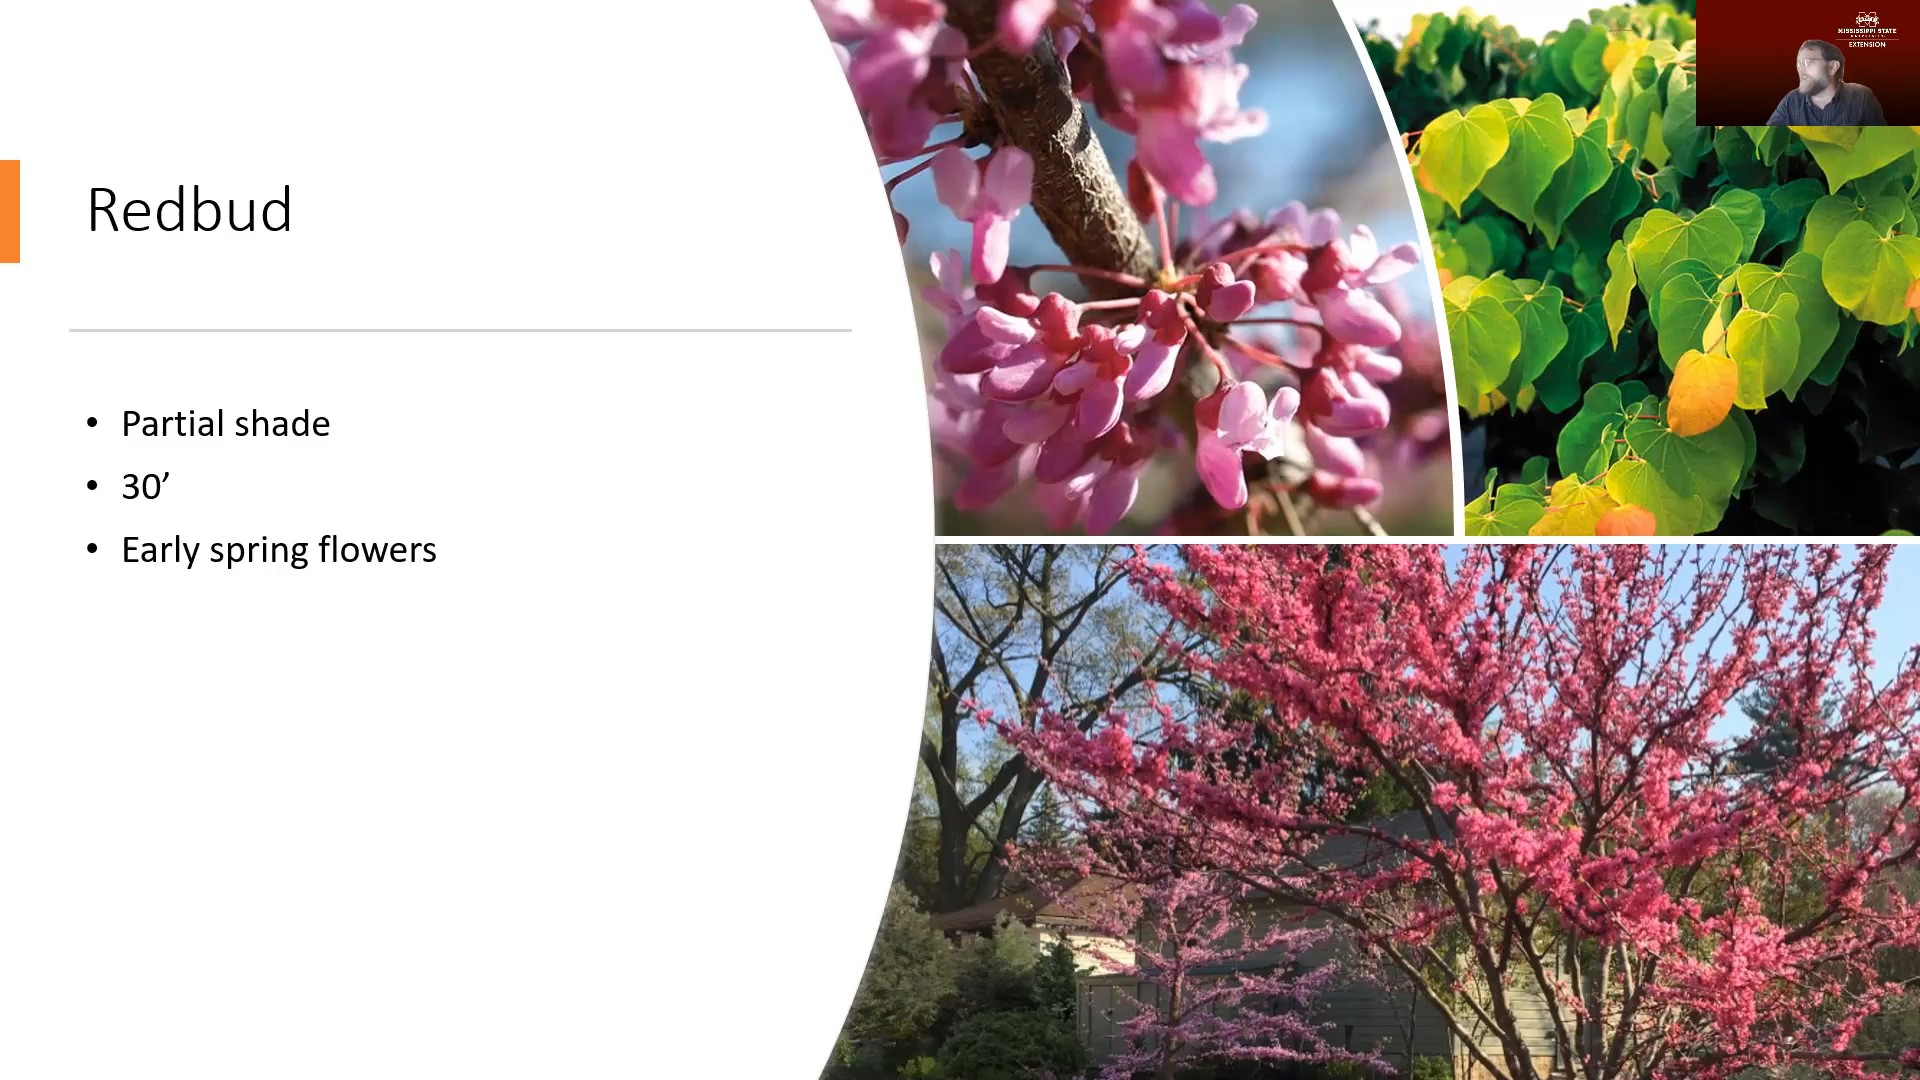 Redbud
• Partial shade
• 30’
• Early spring flowers
MISSISSIPPI STATE
UNIVERSITY
EXTENSION